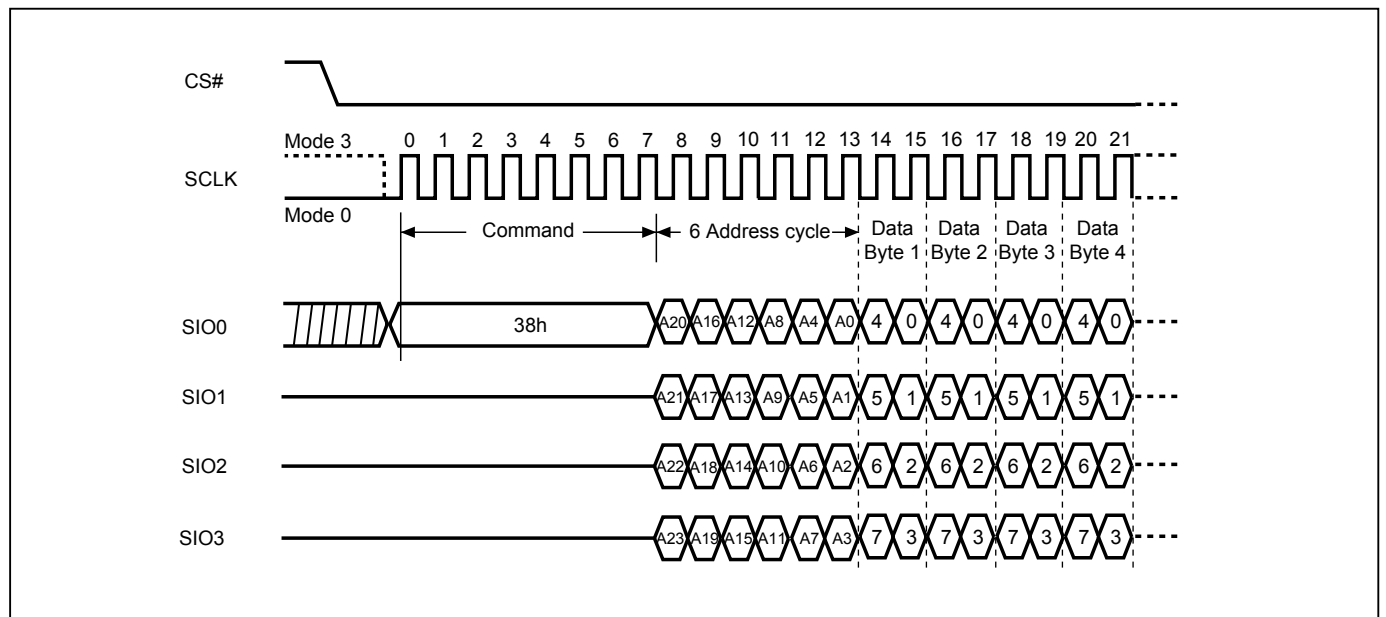 CS#
Mode 3
0 1 2 3 4 5 6 7 8 9 10 11 12 13 14 15 16 17 18 19 20 21
SCLK
Mode 0
Command
6 Address cycle
Data Byte 1
Data Byte 2
Data Byte 3
Data Byte 4
SIO0
38h
A20 A16 A12 A8 A4 A0 4 0 4 0 4 0 4 0
SIO1
A21 A17 A13 A9 A5 A1 5 1 5 1 5 1 5 1
SIO2
A22 A18 A14 A10 A6 A2 6 2 6 2 6 2 6 2
SIO3
A23 A19 A15 A11 A7 A3 7 3 7 3 7 3 7 3